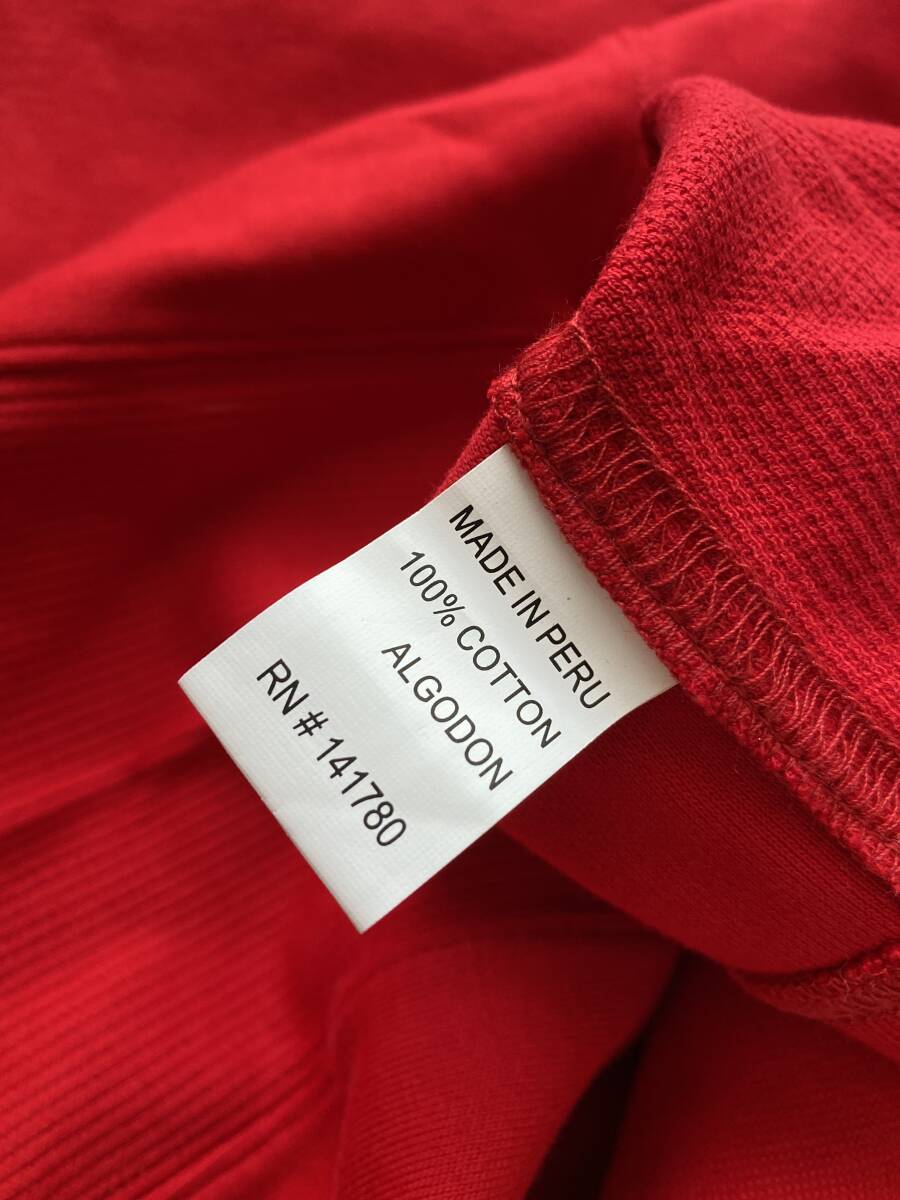 MADE IN PERU
100% COTTON
ALGODON
RN # 141780